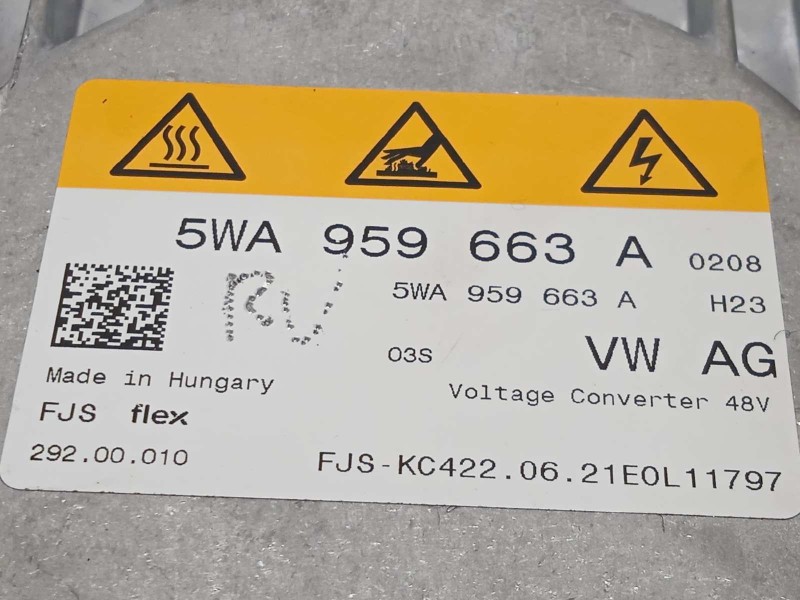 5WA 959 663 A 0208
5WA 959 663 A H23
RV
03S VW AG
Made in Hungary
Voltage Converter 48V
FJS flex
292.00.010
FJS-KC422.06.21E0L11797